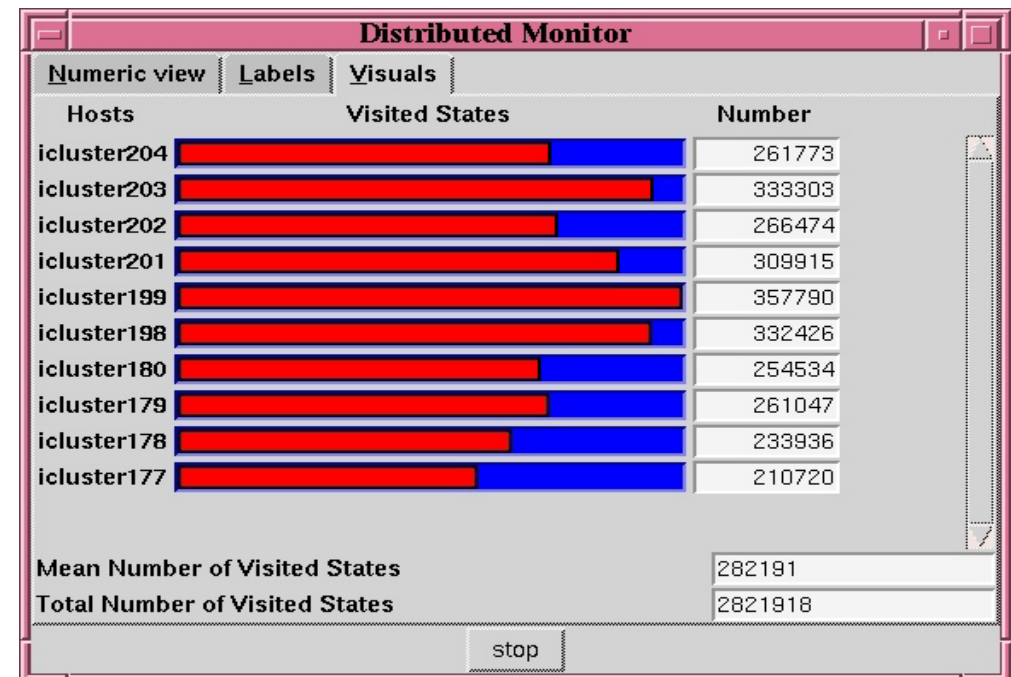 Distributed Monitor
Numeric view Labels Visuals
Hosts Visited States Number
icluster204 261773
icluster203 333303
icluster202 266474
icluster201 309915
icluster199 357790
icluster198 332426
icluster180 254534
icluster179 261047
icluster178 233936
icluster177 210720
Mean Number of Visited States 282191
Total Number of Visited States 2821918
stop